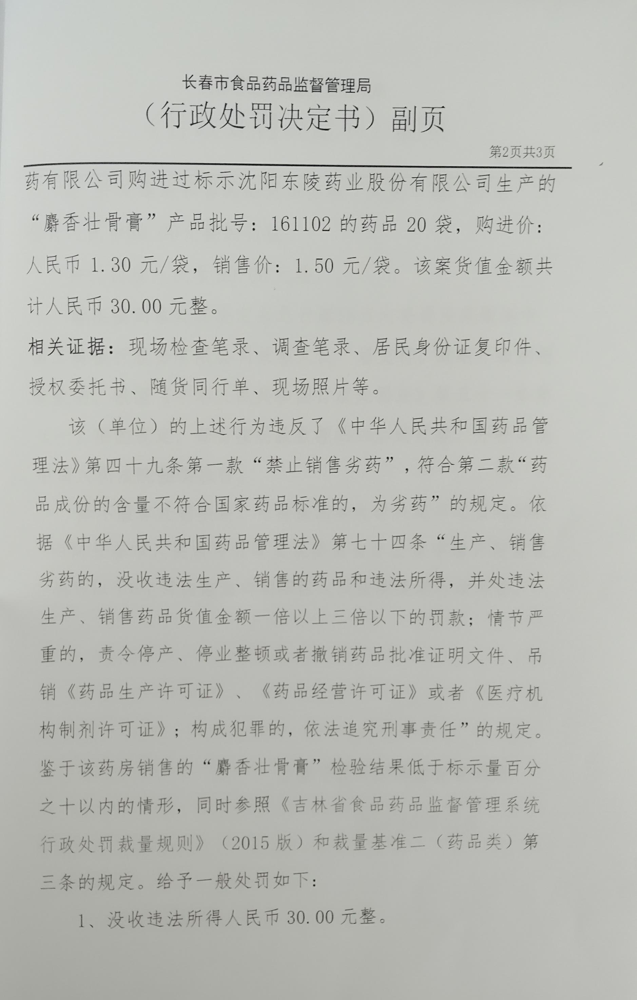 长春市食品药品监督管理局
（行政处罚决定书）副页
第2页共3页
药有限公司购进过标示沈阳东陵药业股份有限公司生产的
“麝香壮骨膏”产品批号：161102 的药品 20 袋，购进价：
人民币 1.30 元/袋，销售价：1.50 元/袋。该案货值金额共
计人民币 30.00 元整。
相关证据：现场检查笔录、调查笔录、居民身份证复印件、
授权委托书、随货同行单、现场照片等。
该（单位）的上述行为违反了《中华人民共和国药品管
理法》第四十九条第一款“禁止销售劣药”,符合第二款“药
品成份的含量不符合国家药品标准的，为劣药”的规定。依
据《中华人民共和国药品管理法》第七十四条“生产、销售
劣药的，没收违法生产、销售的药品和违法所得，并处违法
生产、销售药品货值金额一倍以上三倍以下的罚款；情节严
重的，责令停产、停业整顿或者撤销药品批准证明文件、吊
销《药品生产许可证》、《药品经营许可证》或者《医疗机
构制剂许可证》；构成犯罪的，依法追究刑事责任”的规定。
鉴于该药房销售的“麝香壮骨膏”检验结果低于标示量百分
之十以内的情形，同时参照《吉林省食品药品监督管理系统
行政处罚裁量规则》（2015 版）和裁量基准二（药品类）第
三条的规定。给予一般处罚如下：
1、没收违法所得人民币 30.00 元整。